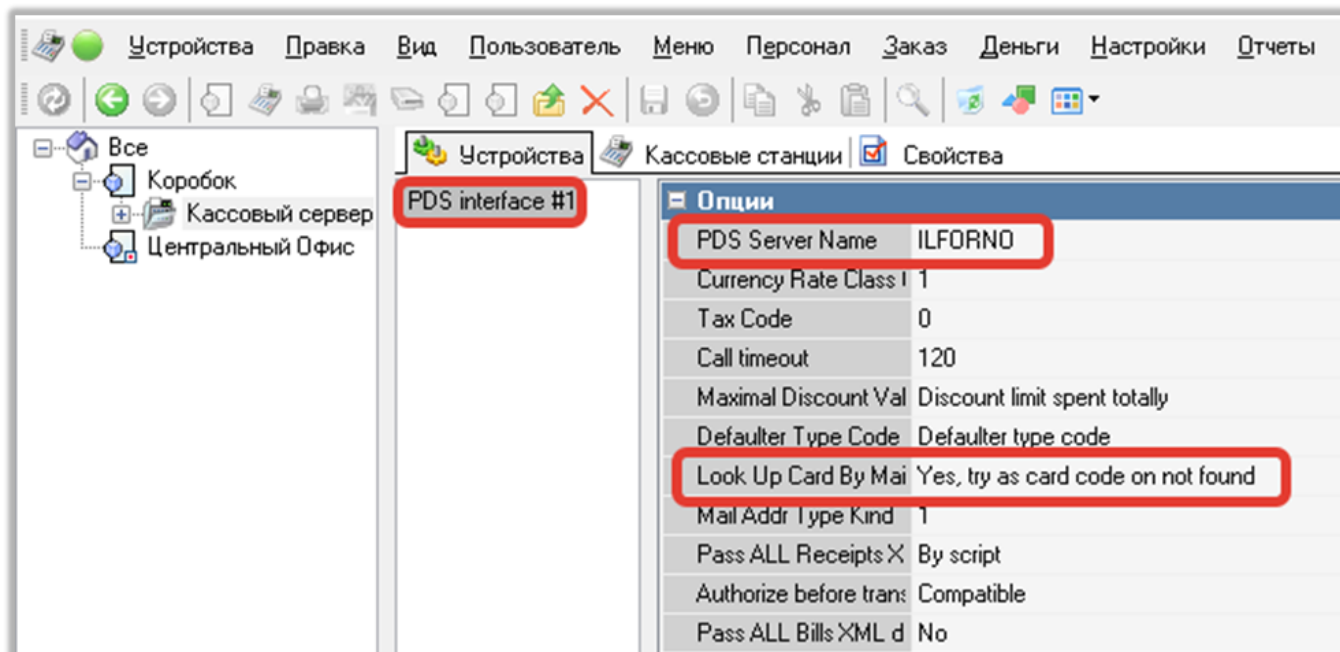 Устройства Правка Вид Пользователь Меню Персонал Заказ Деньги Настройки Отчеты
Все
Коробок
Кассовый сервер
Центральный Офис
Устройства Кассовые станции Свойства
PDS interface #1
Опции
PDS Server Name ILFORNO
Currency Rate Class 1
Tax Code 0
Call timeout 120
Maximal Discount Val Discount limit spent totally
Defaulter Type Code Defaulter type code
Look Up Card By Mai Yes, try as card code on not found
Mail Addr Type Kind 1
Pass ALL Receipts X By script
Authorize before trans Compatible
Pass ALL Bills XML d No